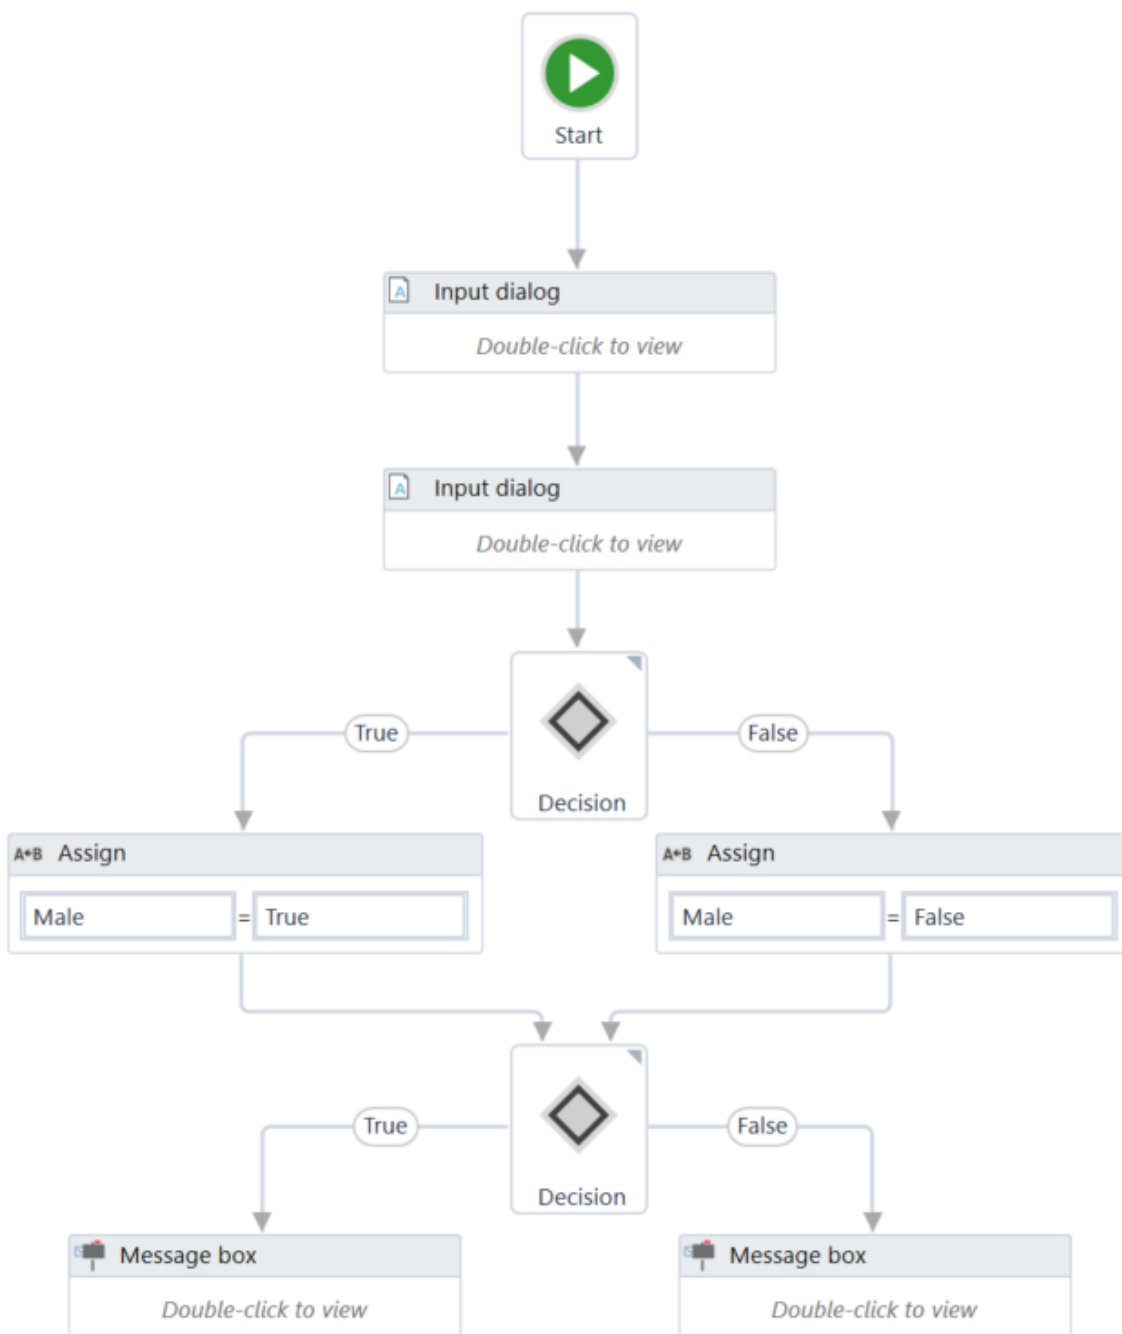 Start
Input dialog
Double-click to view
Input dialog
Double-click to view
True
False
Decision
A←B Assign
Male = True
A←B Assign
Male = False
True
False
Decision
Message box
Double-click to view
Message box
Double-click to view